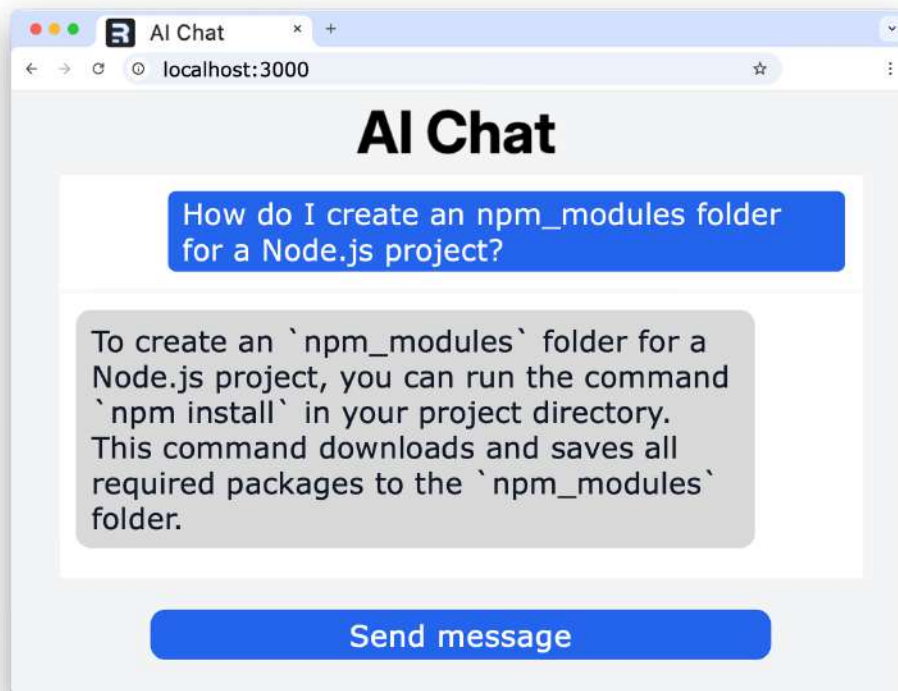 AI Chat
localhost:3000
AI Chat
How do I create an npm_modules folder
for a Node.js project?
To create an `npm_modules` folder for a
Node.js project, you can run the command
`npm install` in your project directory.
This command downloads and saves all
required packages to the `npm_modules`
folder.
Send message